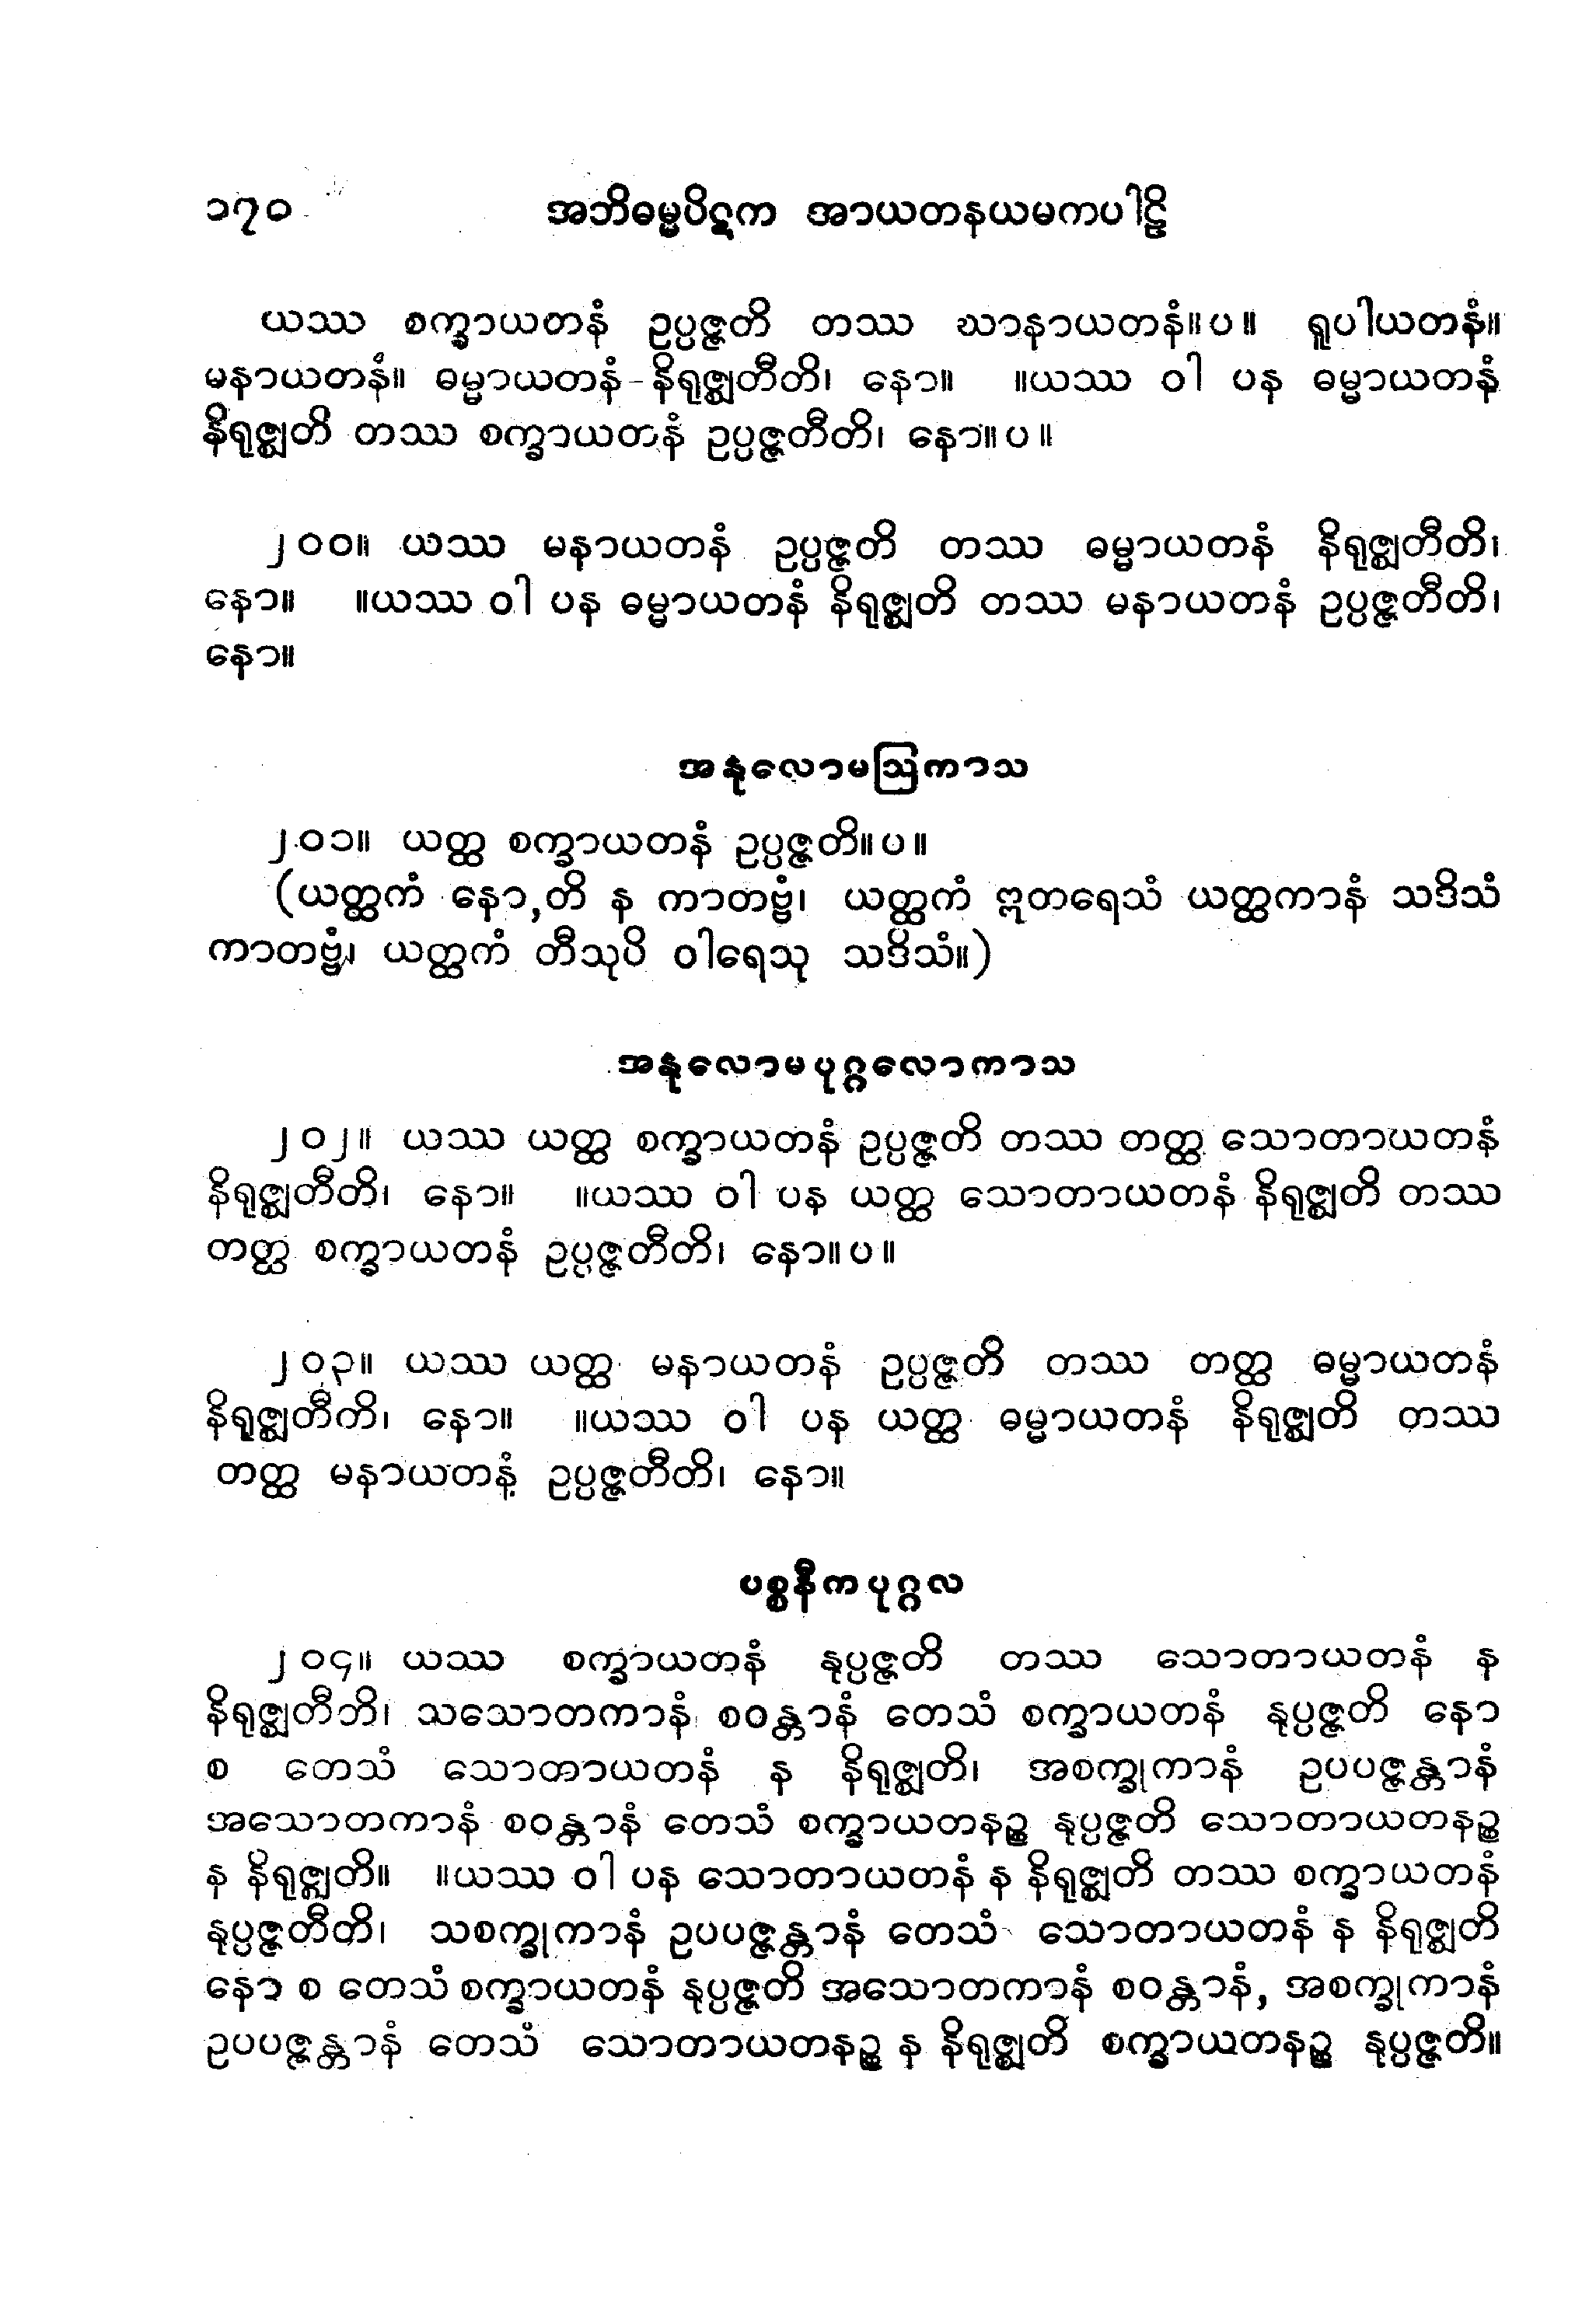 ၁၇၀ အဘိဓမ္မပိဋက အာယတနယမကပါဠိ
ယဿ စက္ခာယတနံ ဥပ္ပဇ္ဇတိ တဿ ဃာနာယတနံ။ပ။ ရူပါယတနံ။
မနာယတနံ။ ဓမ္မာယတနံ-နိရုဇ္ဈတီတိ၊ နော။ ။ယဿ ဝါ ပန ဓမ္မာယတနံ
နိရုဇ္ဈတိ တဿ စက္ခာယတနံ ဥပ္ပဇ္ဇတီတိ၊ နော။ပ။
၂၀၀။ ယဿ မနာယတနံ ဥပ္ပဇ္ဇတိ တဿ ဓမ္မာယတနံ နိရုဇ္ဈတီတိ၊
နော။ ။ယဿ ဝါ ပန ဓမ္မာယတနံ နိရုဇ္ဈတိ တဿ မနာယတနံ ဥပ္ပဇ္ဇတီတိ၊
နော။
အနုလောမဩကာသ
၂၀၁။ ယတ္ထ စက္ခာယတနံ ဥပ္ပဇ္ဇတိ။ပ။
(ယတ္ထကံ နော,တိ န ကာတဗ္ဗံ၊ ယတ္ထကံ ဣတရေသံ ယတ္ထကာနံ သဒိသံ
ကာတဗ္ဗံ၊ ယတ္ထကံ တီသုပိ ဝါရေသု သဒိသံ။)
အနုလောမပုဂ္ဂလောကာသ
၂၀၂။ ယဿ ယတ္ထ စက္ခာယတနံ ဥပ္ပဇ္ဇတိ တဿ တတ္ထ သောတာယတနံ
နိရုဇ္ဈတီတိ၊ နော။ ။ယဿ ဝါ ပန ယတ္ထ သောတာယတနံ နိရုဇ္ဈတိ တဿ
တတ္ထ စက္ခာယတနံ ဥပ္ပဇ္ဇတီတိ၊ နော။ပ။
၂၀၃။ ယဿ ယတ္ထ မနာယတနံ ဥပ္ပဇ္ဇတိ တဿ တတ္ထ ဓမ္မာယတနံ
နိရုဇ္ဈတီတိ၊ နော။ ။ယဿ ဝါ ပန ယတ္ထ ဓမ္မာယတနံ နိရုဇ္ဈတိ တဿ
တတ္ထ မနာယတနံ ဥပ္ပဇ္ဇတီတိ၊ နော။
ပစ္စနီကပုဂ္ဂလ
၂၀၄။ ယဿ စက္ခာယတနံ နုပ္ပဇ္ဇတိ တဿ သောတာယတနံ န
နိရုဇ္ဈတီတိ၊ သသောတကာနံ စဝန္တာနံ တေသံ စက္ခာယတနံ နုပ္ပဇ္ဇတိ နော
စ တေသံ သောတာယတနံ န နိရုဇ္ဈတိ၊ အစက္ခုကာနံ ဥပပဇ္ဇန္တာနံ
အသောတကာနံ စဝန္တာနံ တေသံ စက္ခာယတနဉ္စ နုပ္ပဇ္ဇတိ သောတာယတနဉ္စ
န နိရုဇ္ဈတိ။ ။ယဿ ဝါ ပန သောတာယတနံ န နိရုဇ္ဈတိ တဿ စက္ခာယတနံ
နုပ္ပဇ္ဇတီတိ၊ သစက္ခုကာနံ ဥပပဇ္ဇန္တာနံ တေသံ သောတာယတနံ န နိရုဇ္ဈတိ
နော စ တေသံ စက္ခာယတနံ နုပ္ပဇ္ဇတိ အသောတကာနံ စဝန္တာနံ, အစက္ခုကာနံ
ဥပပဇ္ဇန္တာနံ တေသံ သောတာယတနဉ္စ န နိရုဇ္ဈတိ စက္ခာယတနဉ္စ နုပ္ပဇ္ဇတိ။